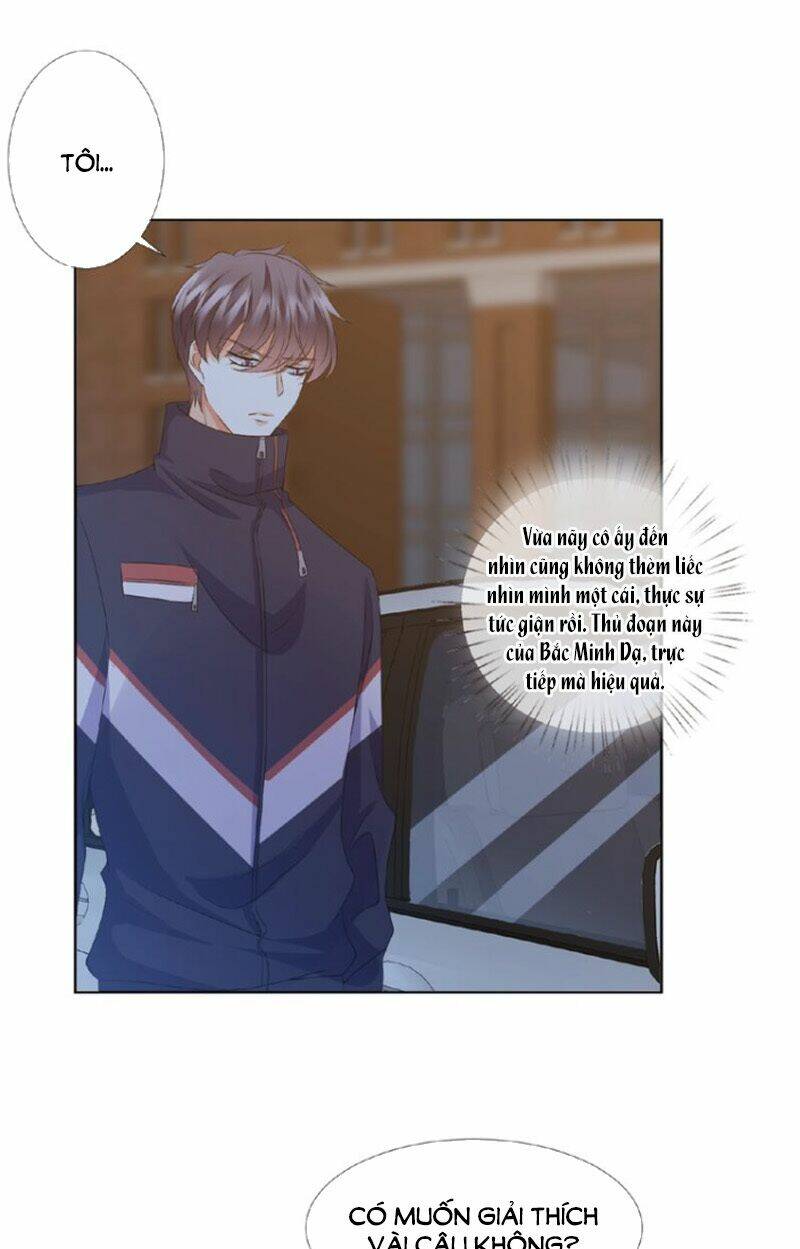 TÔI...
Vừa nãy cô ấy đến
nhìn cũng không thèm liếc
nhìn mình một cái, thực sự
tức giận rồi. Thủ đoạn này
của Bắc Minh Dạ, trực
tiếp mà hiệu quả.
CÓ MUỐN GIẢI THÍCH
VÀI CÂU KHÔNG?